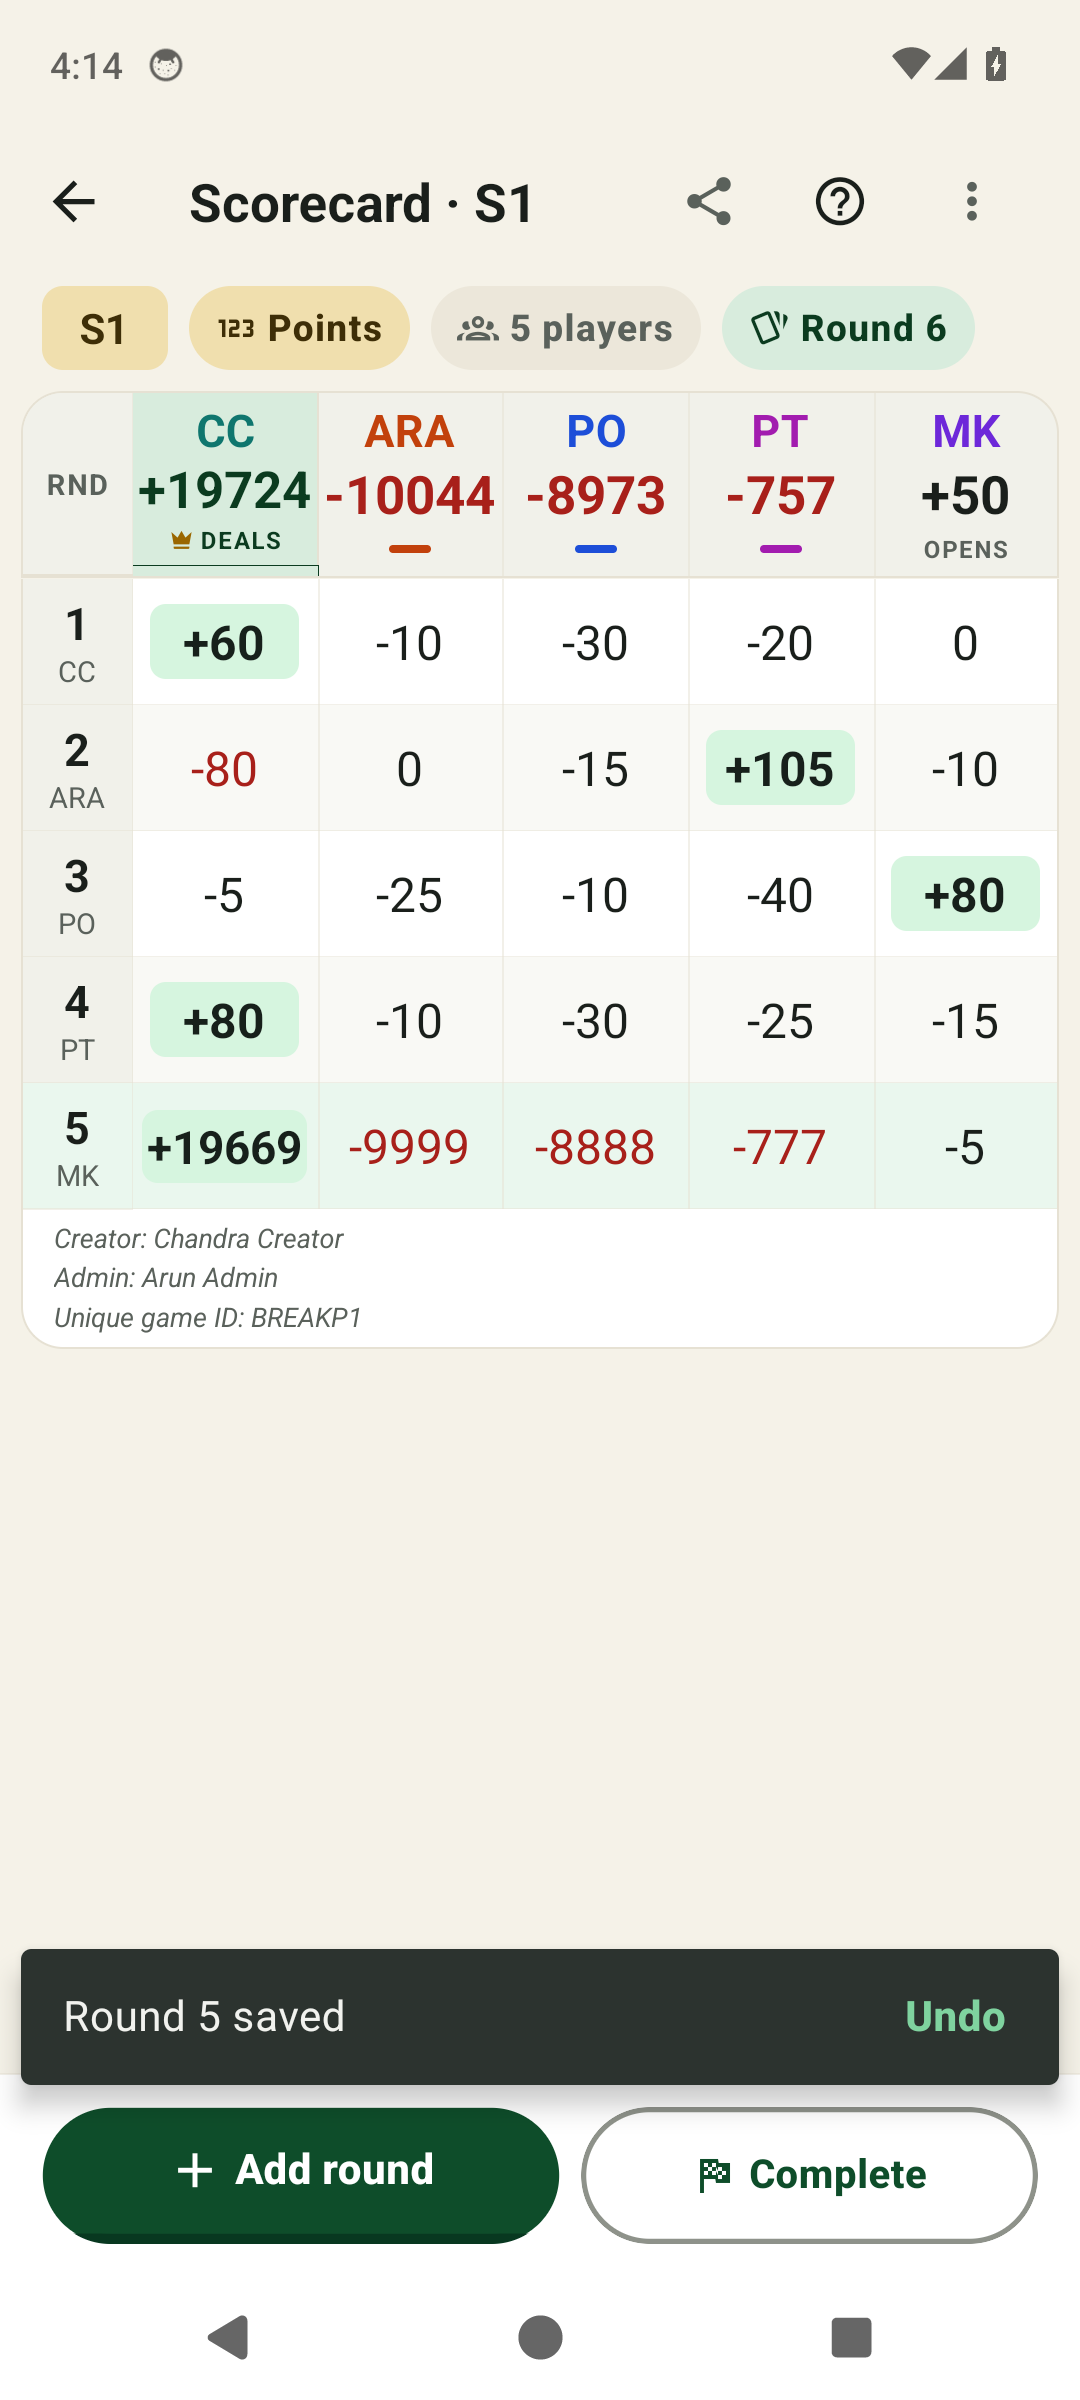 4:14
Scorecard · S1
S1
123 Points
5 players
Round 6
RND CC ARA PO PT MK
+19724 -10044 -8973 -757 +50
DEALS OPENS
1 CC +60 -10 -30 -20 0
2 ARA -80 0 -15 +105 -10
3 PO -5 -25 -10 -40 +80
4 PT +80 -10 -30 -25 -15
5 MK +19669 -9999 -8888 -777 -5
Creator: Chandra Creator
Admin: Arun Admin
Unique game ID: BREAKP1
Round 5 saved Undo
+ Add round Complete